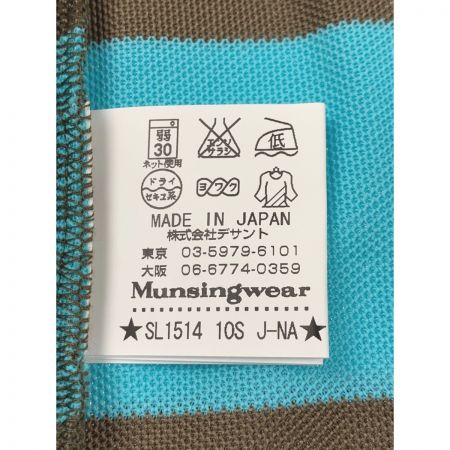 弱
30
エンソ
サラシ
低
ネット使用
ドライ
セキユ系
ヨワク
MADE IN JAPAN
株式会社デサント
東京 03-5979-6101
大阪 06-6774-0359
Munsingwear
★SL1514 10S J-NA★